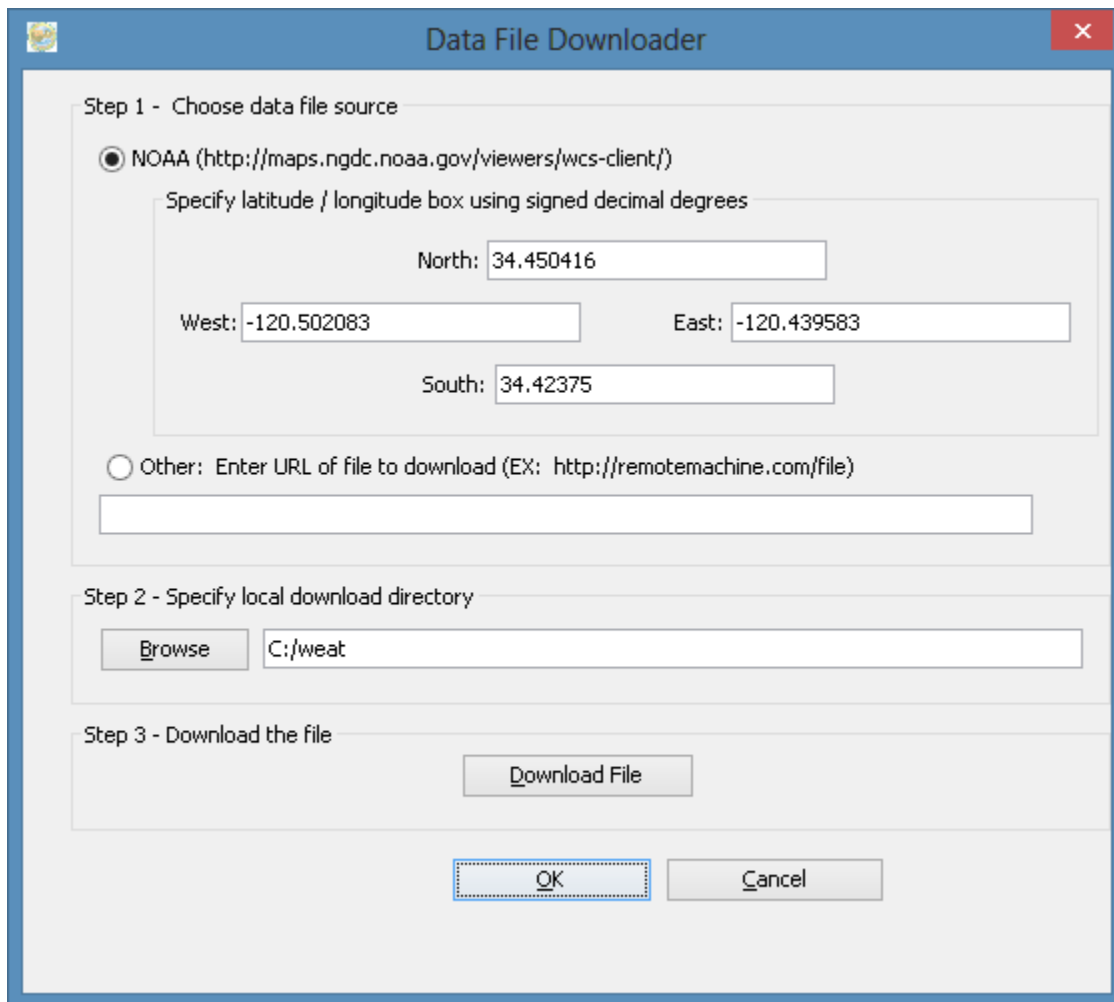 Data File Downloader
Step 1 -  Choose data file source
NOAA (http://maps.ngdc.noaa.gov/viewers/wcs-client/)
Specify latitude / longitude box using signed decimal degrees
North: 34.450416
West: -120.502083 East: -120.439583
South: 34.42375
Other:  Enter URL of file to download (EX:  http://remotemachine.com/file)
Step 2 - Specify local download directory
Browse C:/weat
Step 3 - Download the file
Download File
OK Cancel